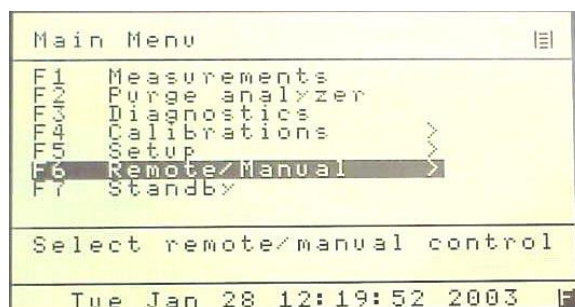 Main Menu
F1 Measurements
F2 Purge analyzer
F3 Diagnostics
F4 Calibrations >
F5 Setup >
F6 Remote/Manual >
F7 Standby
Select remote/manual control
Tue Jan 28 12:19:52 2003